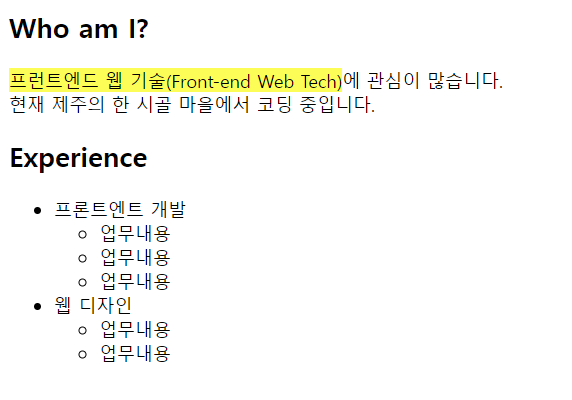 Who am I?
프런트엔드 웹 기술(Front-end Web Tech)에 관심이 많습니다.
현재 제주의 한 시골 마을에서 코딩 중입니다.
Experience
프론트엔트 개발
업무내용
업무내용
업무내용
웹 디자인
업무내용
업무내용